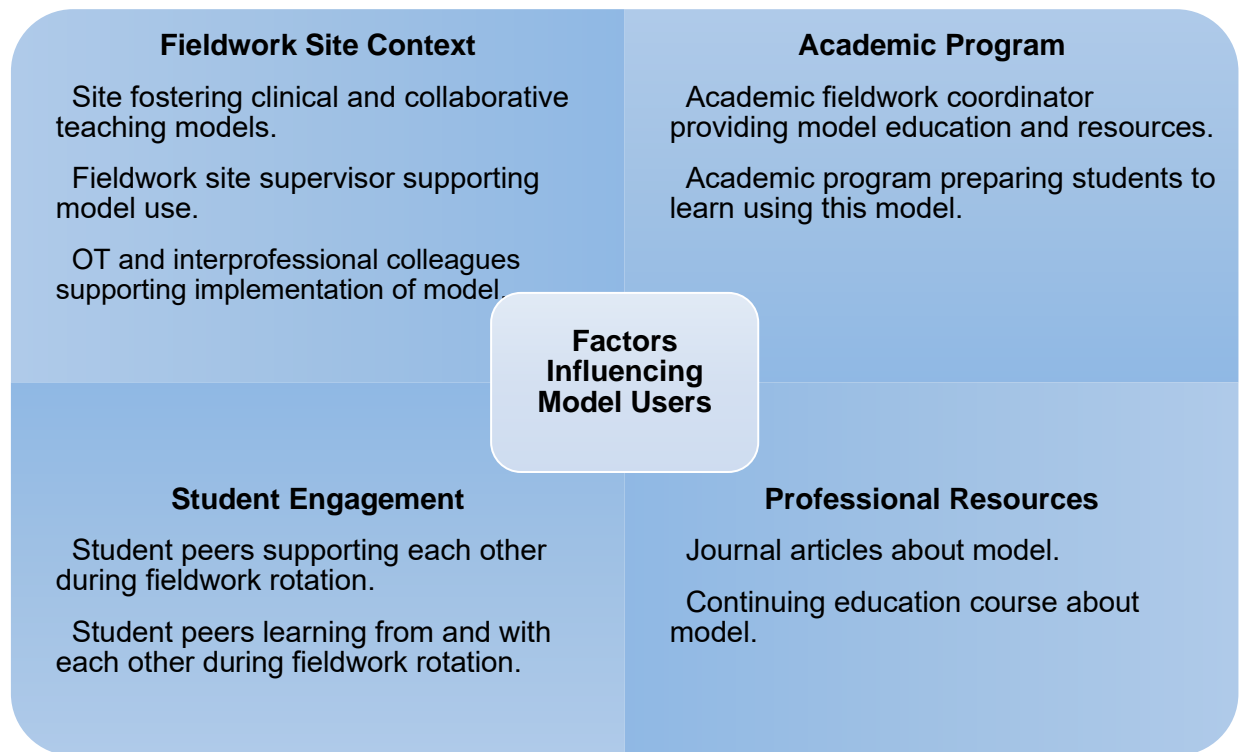 Fieldwork Site Context
Site fostering clinical and collaborative
teaching models.
Fieldwork site supervisor supporting
model use.
OT and interprofessional colleagues
supporting implementation of model.
Academic Program
Academic fieldwork coordinator
providing model education and resources.
Academic program preparing students to
learn using this model.
Factors
Influencing
Model Users
Student Engagement
Student peers supporting each other
during fieldwork rotation.
Student peers learning from and with
each other during fieldwork rotation.
Professional Resources
Journal articles about model.
Continuing education course about
model.